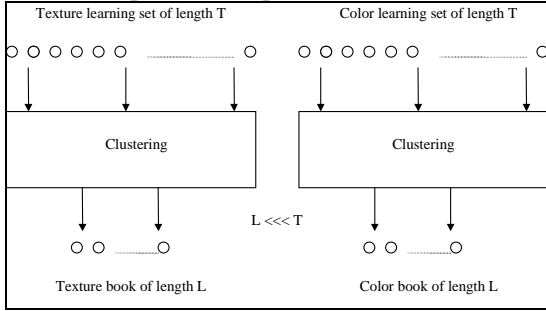 Texture learning set of length T
Color learning set of length T
Clustering
Clustering
L <<< T
Texture book of length L
Color book of length L